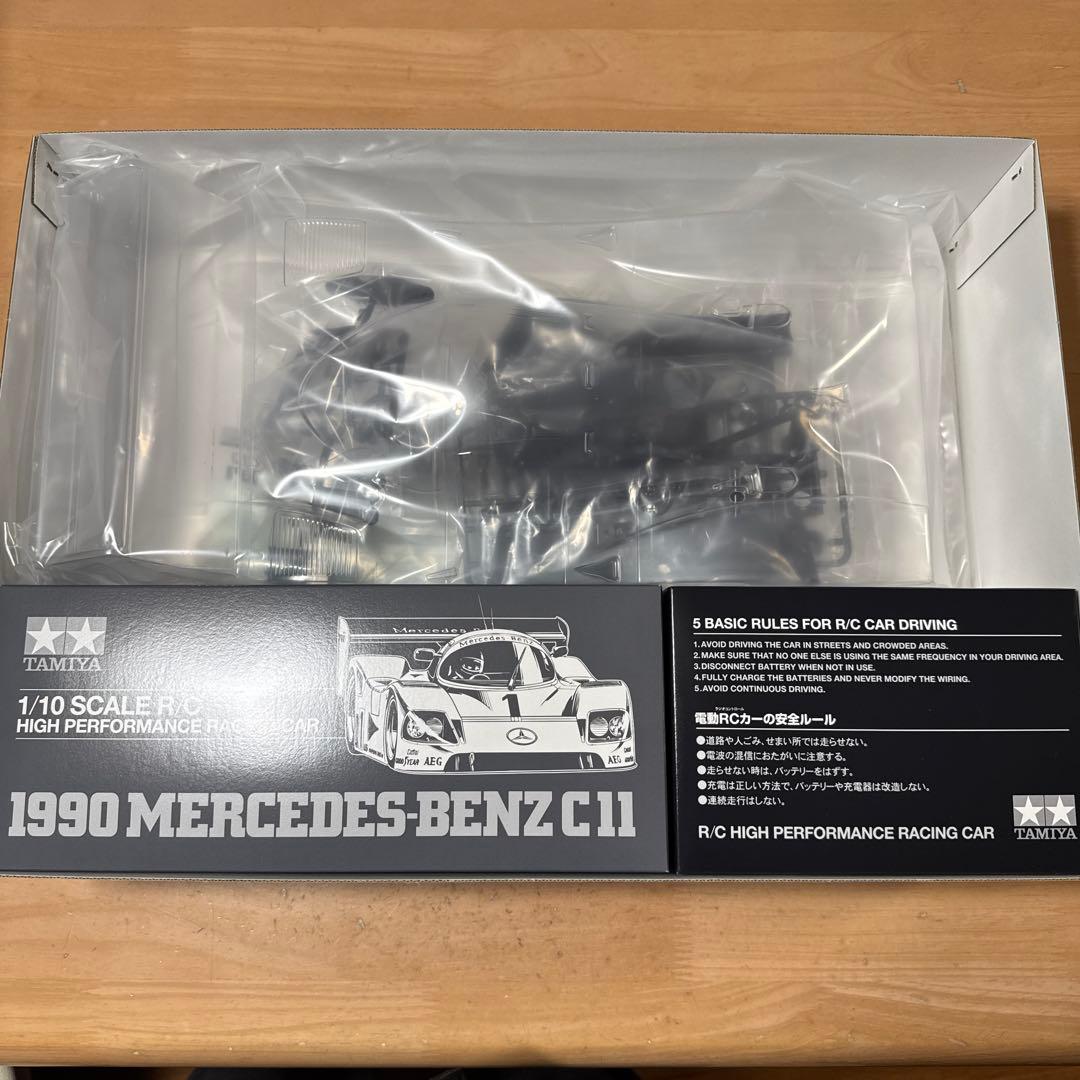 TAMIYA
1/10 SCALE R/C
HIGH PERFORMANCE RACING CAR
Mercedes-Benz
1
AEG
AEG
1990 MERCEDES-BENZ C11
5 BASIC RULES FOR R/C CAR DRIVING
1.AVOID DRIVING THE CAR IN STREETS AND CROWDED AREAS.
2.MAKE SURE THAT NO ONE ELSE IS USING THE SAME FREQUENCY IN YOUR DRIVING AREA.
3.DISCONNECT BATTERY WHEN NOT IN USE.
4.FULLY CHARGE THE BATTERIES AND NEVER MODIFY THE WIRING.
5.AVOID CONTINUOUS DRIVING.
ラジオコントロール
電動RCカーの安全ルール
●道路や人ごみ、せまい所では走らせない。
●電波の混信におたがいに注意する。
●走らせない時は、バッテリーをはずす。
●充電は正しい方法で、バッテリーや充電器は改造しない。
●連続走行はしない。
R/C HIGH PERFORMANCE RACING CAR
TAMIYA